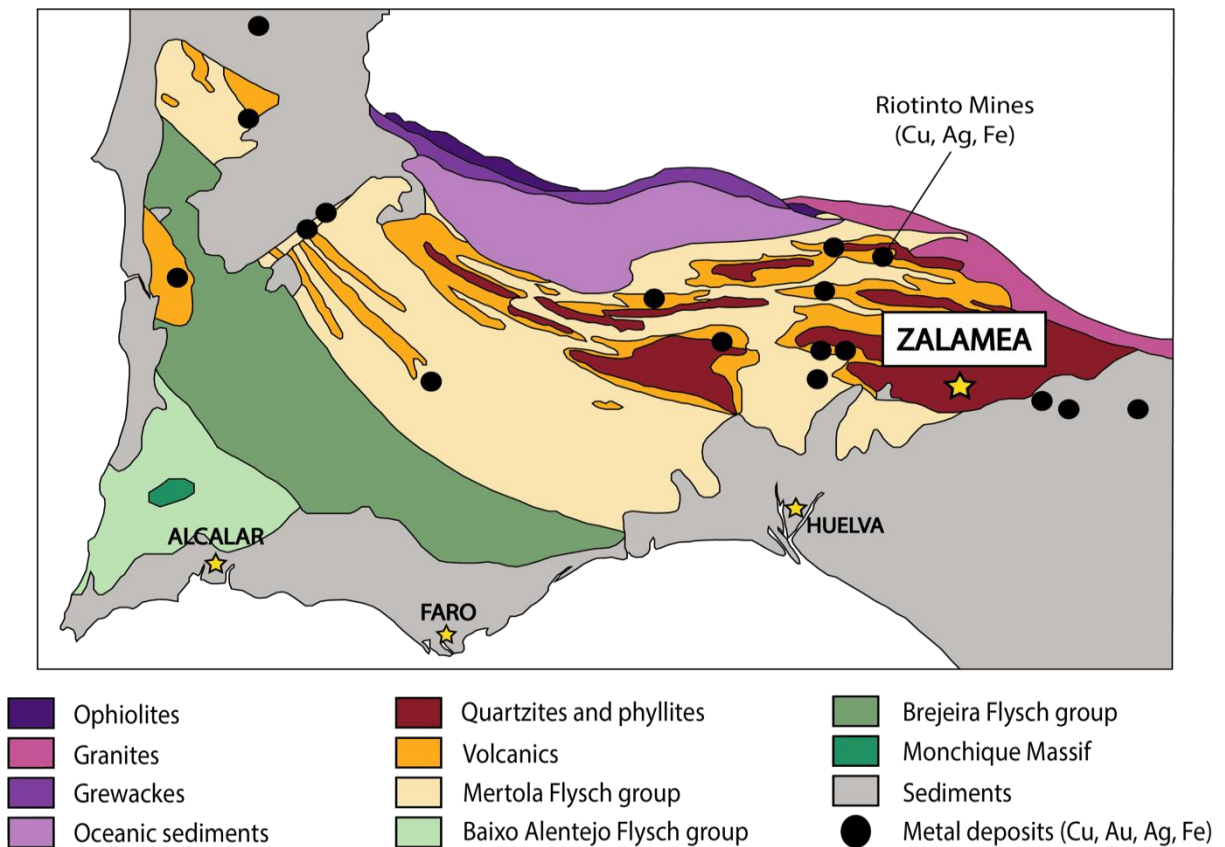 Riotinto Mines
(Cu, Ag, Fe)
ZALAMEA
HUELVA
ALCALAR
FARO
Ophiolites
Granites
Grewackes
Oceanic sediments
Quartzites and phyllites
Volcanics
Mertola Flysch group
Baixo Alentejo Flysch group
Brejeira Flysch group
Monchique Massif
Sediments
Metal deposits (Cu, Au, Ag, Fe)